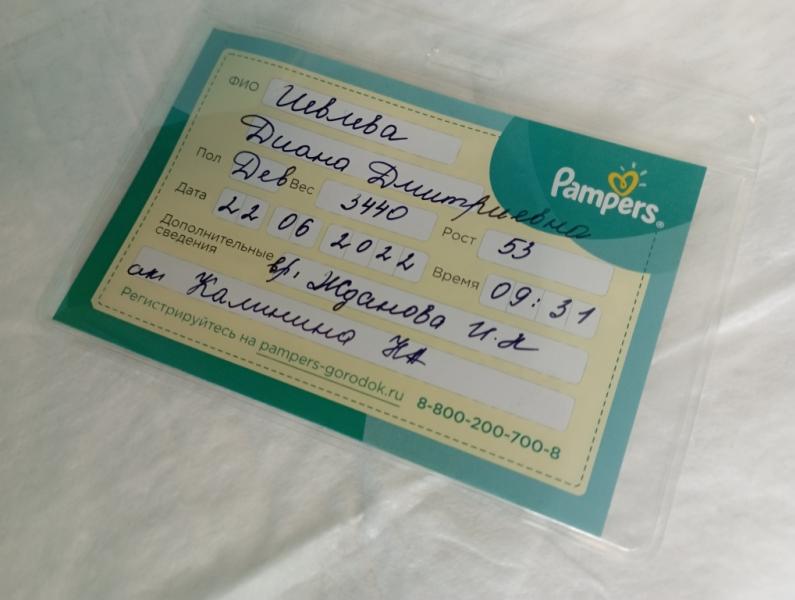 ФИО Ивлева
Диана Дмитриевна
Pampers®
Пол Дев Вес 3440 Рост 53
Дата 22 06 2022 Время 09:31
Дополнительные сведения вр. Жданова И.К
ак Калинина НА
Регистрируйтесь на pampers-gorodok.ru 8-800-200-700-8